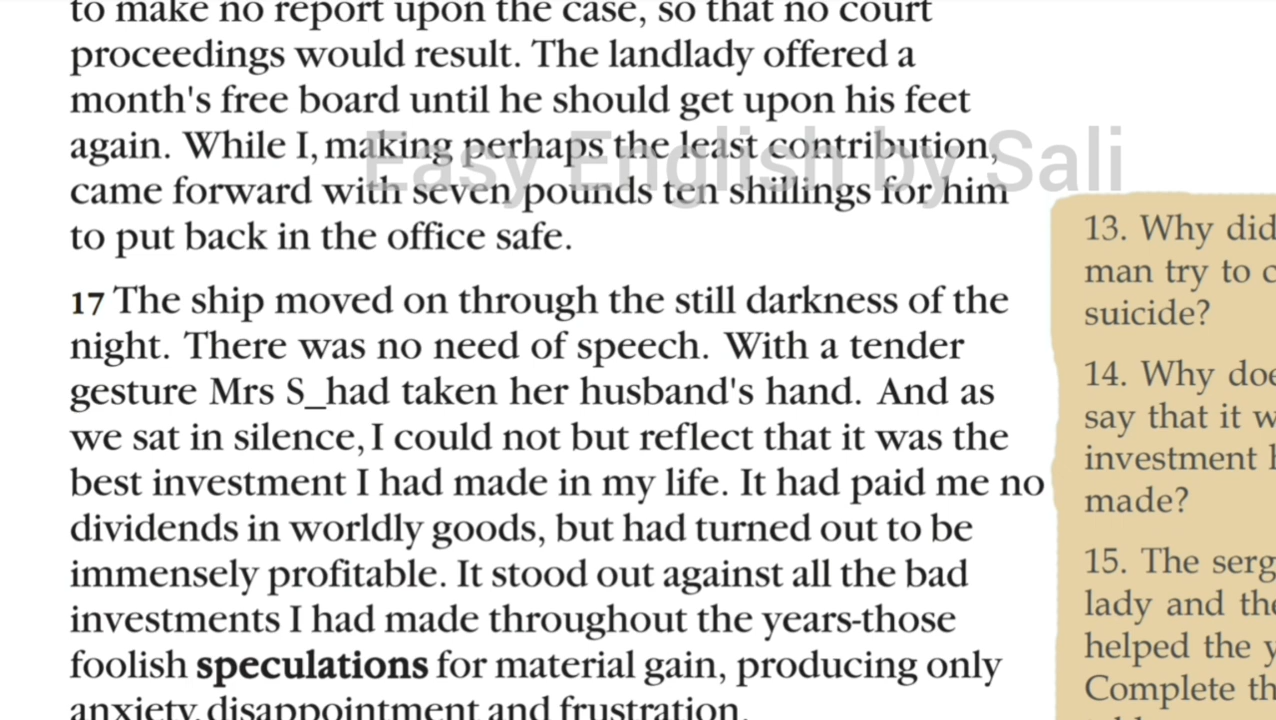 to make no report upon the case, so that no court
proceedings would result. The landlady offered a
month's free board until he should get upon his feet
again. While I, making perhaps the least contribution,
came forward with seven pounds ten shillings for him
to put back in the office safe.
Easy English by Sali
17 The ship moved on through the still darkness of the
night. There was no need of speech. With a tender
gesture Mrs S_had taken her husband's hand. And as
we sat in silence, I could not but reflect that it was the
best investment I had made in my life. It had paid me no
dividends in worldly goods, but had turned out to be
immensely profitable. It stood out against all the bad
investments I had made throughout the years-those
foolish speculations for material gain, producing only
anxiety, disappointment and frustration.
13. Why did
man try to c
suicide?
14. Why doe
say that it w
investment h
made?
15. The serg
lady and the
helped the y
Complete th